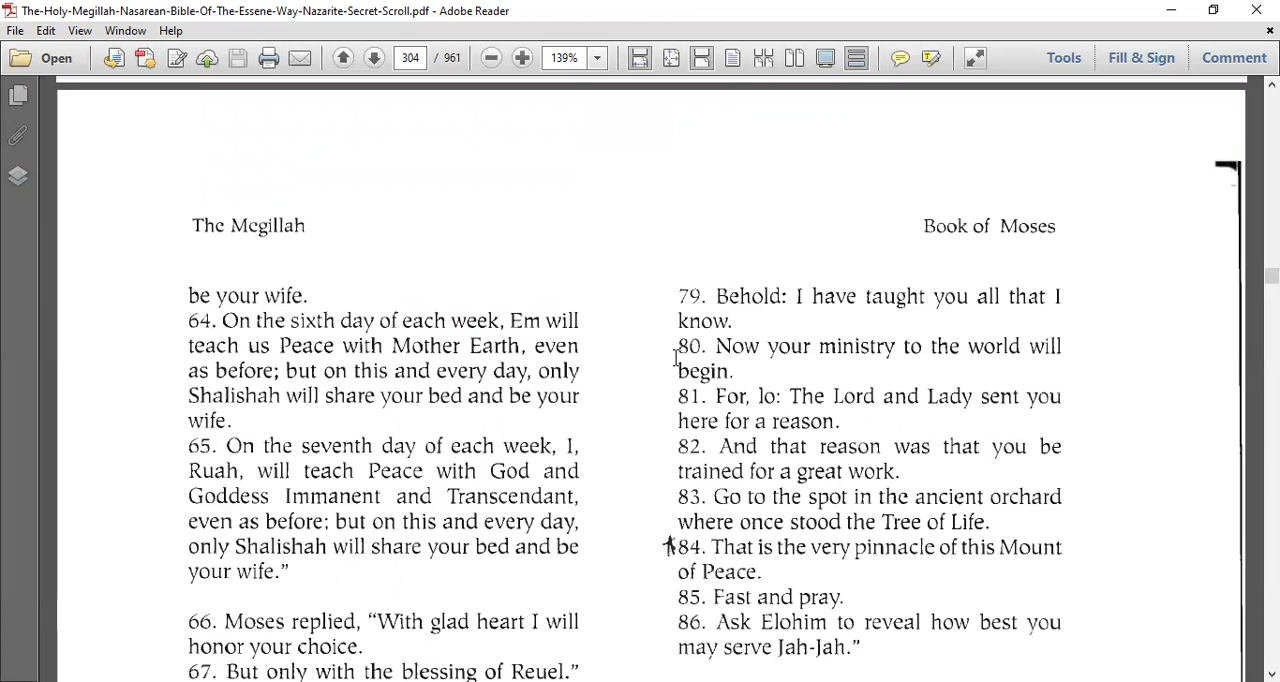 The-Holy-Megillah-Nasarean-Bible-Of-The-Essene-Way-Nazarite-Secret-Scroll.pdf - Adobe Reader
File Edit View Window Help
Open 304 / 961 139% Tools Fill & Sign Comment
The Megillah
Book of Moses
be your wife.
64. On the sixth day of each week, Em will
teach us Peace with Mother Earth, even
as before; but on this and every day, only
Shalishah will share your bed and be your
wife.
65. On the seventh day of each week, I,
Ruah, will teach Peace with God and
Goddess Immanent and Transcendant,
even as before; but on this and every day,
only Shalishah will share your bed and be
your wife.”
66. Moses replied, “With glad heart I will
honor your choice.
67. But only with the blessing of Reuel.”
79. Behold: I have taught you all that I
know.
80. Now your ministry to the world will
begin.
81. For, lo: The Lord and Lady sent you
here for a reason.
82. And that reason was that you be
trained for a great work.
83. Go to the spot in the ancient orchard
where once stood the Tree of Life.
84. That is the very pinnacle of this Mount
of Peace.
85. Fast and pray.
86. Ask Elohim to reveal how best you
may serve Jah-Jah.”